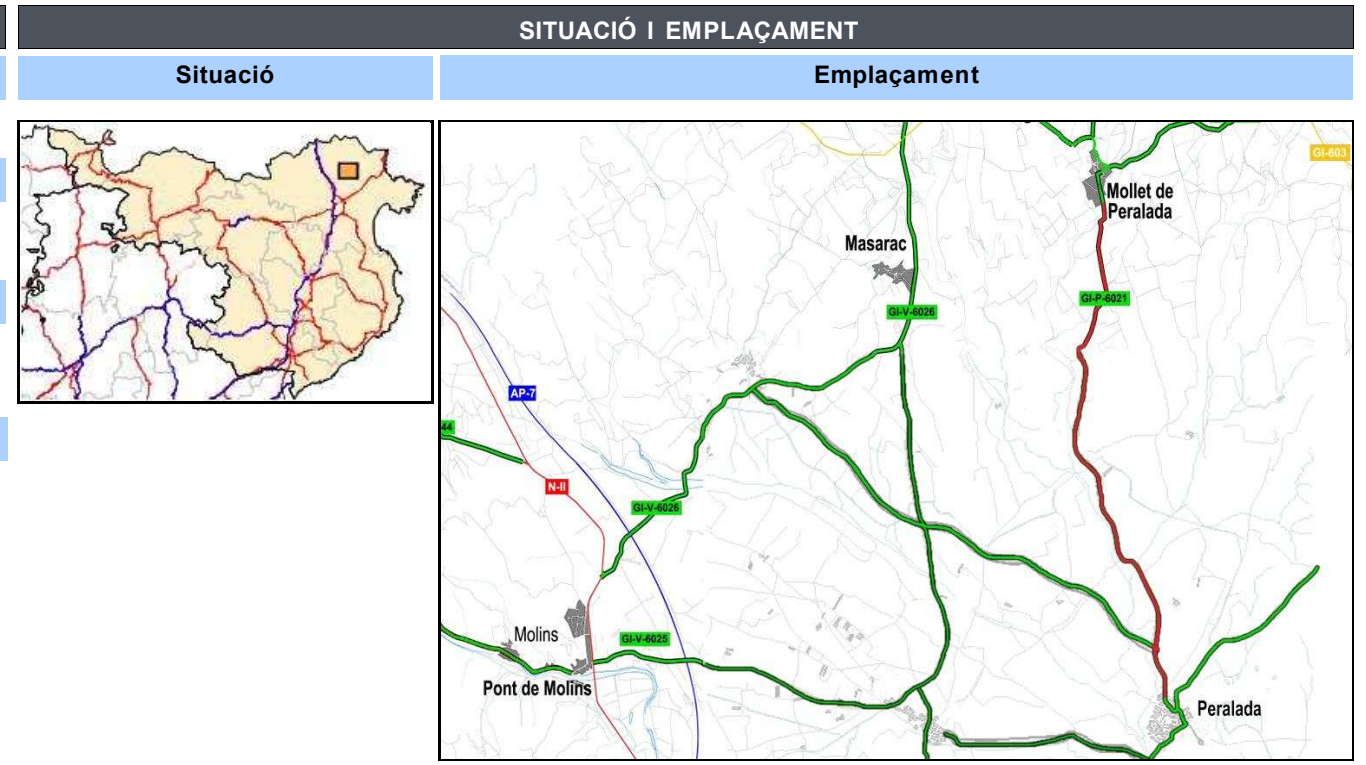 SITUACIÓ I EMPLAÇAMENT
Situació
Emplaçament
GI-603
Mollet de
Peralada
Masarac
GI-P-6021
GI-V-6026
AP-7
44
N-II
GI-V-6026
Molins
GI-V-6025
Pont de Molins
Peralada